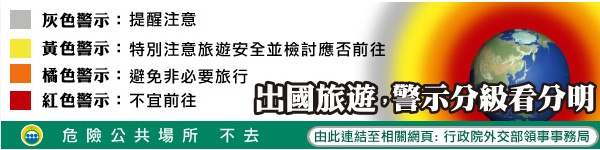 灰色警示：提醒注意
黃色警示：特別注意旅遊安全並檢討應否前往
橘色警示：避免非必要旅行
紅色警示：不宜前往
出國旅遊，警示分級看分明
危險公共場所 不去
由此連結至相關網頁：行政院外交部領事事務局